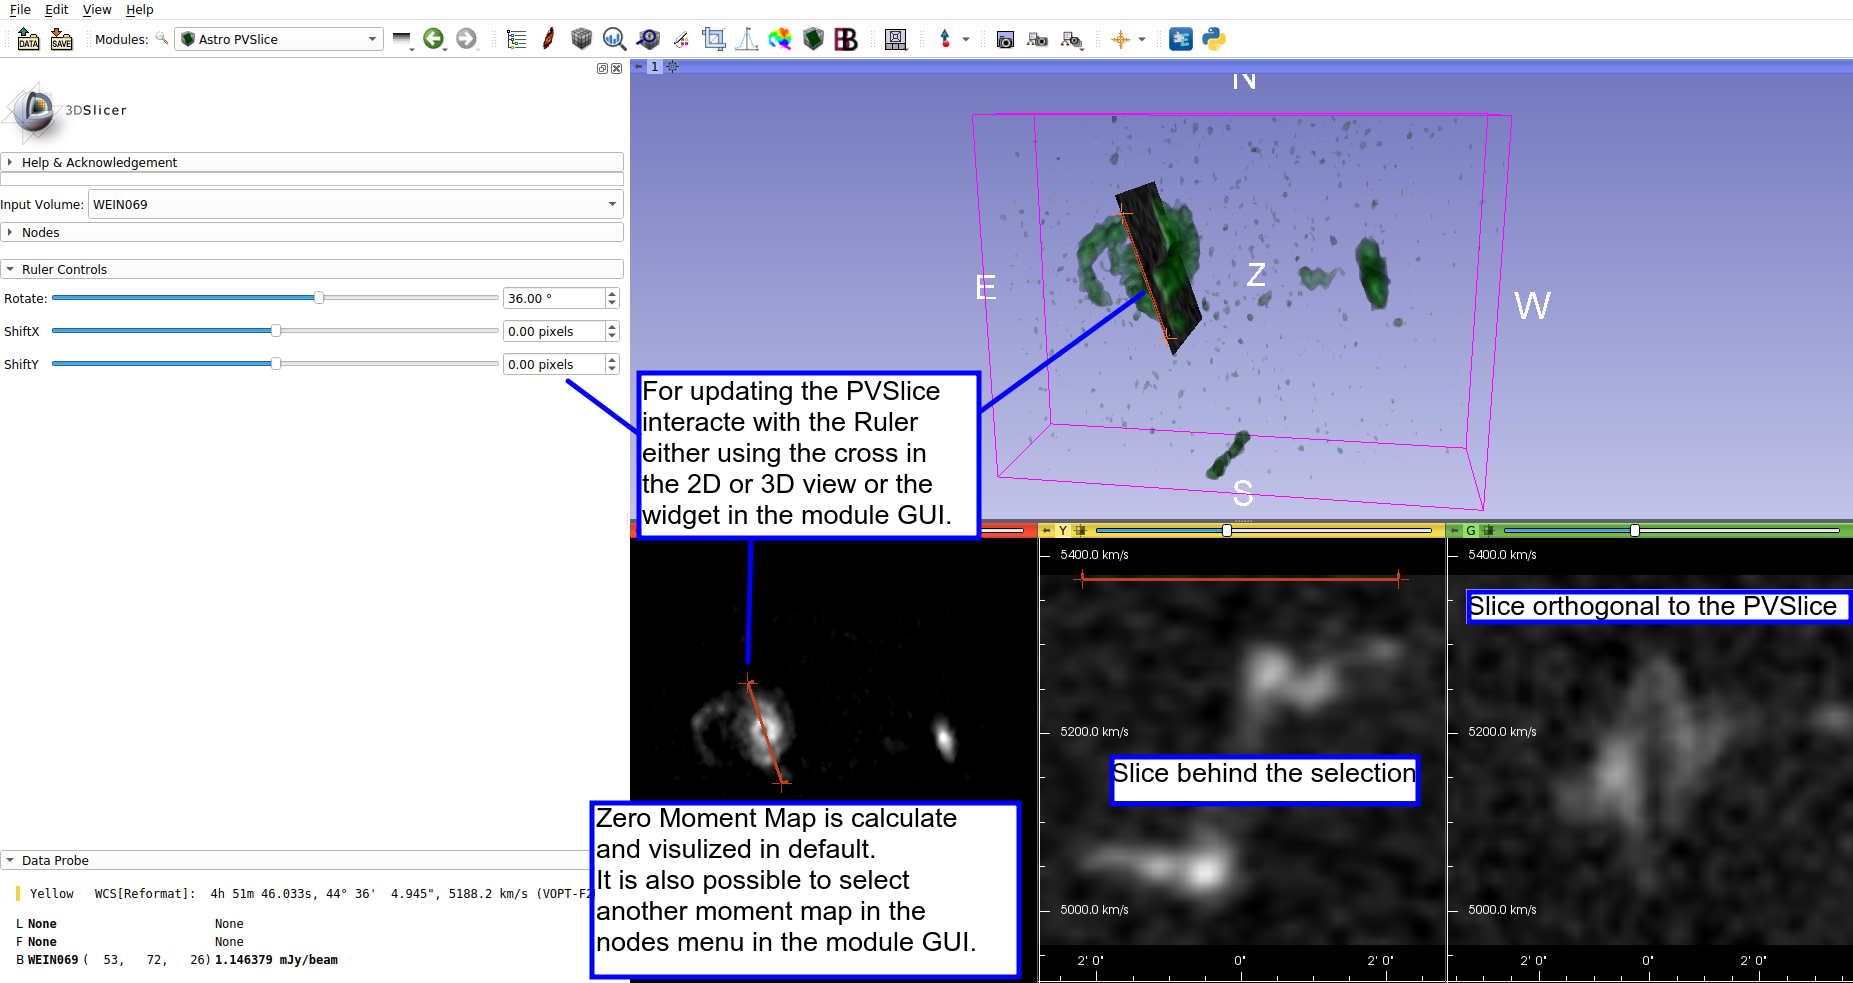 File Edit View Help
DATA SAVE Modules: Astro PVSlice
1
3DSlicer
Help & Acknowledgement
Input Volume: WEIN069
Nodes
Ruler Controls
Rotate: 36.00 °
ShiftX 0.00 pixels
ShiftY 0.00 pixels
N
E
Z
W
S
For updating the PVSlice
interacte with the Ruler
either using the cross in
the 2D or 3D view or the
widget in the module GUI.
Y
5400.0 km/s
5200.0 km/s
5000.0 km/s
2' 0" 0" 2' 0"
Slice behind the selection
G
5400.0 km/s
5200.0 km/s
5000.0 km/s
2' 0" 0" 2' 0"
Slice orthogonal to the PVSlice
Zero Moment Map is calculate
and visulized in default.
It is also possible to select
another moment map in the
nodes menu in the module GUI.
Data Probe
Yellow WCS[Reformat]: 4h 51m 46.033s, 44° 36' 4.945", 5188.2 km/s (VOPT-F2
L None None
F None None
B WEIN069 ( 53, 72, 26) 1.146379 mJy/beam